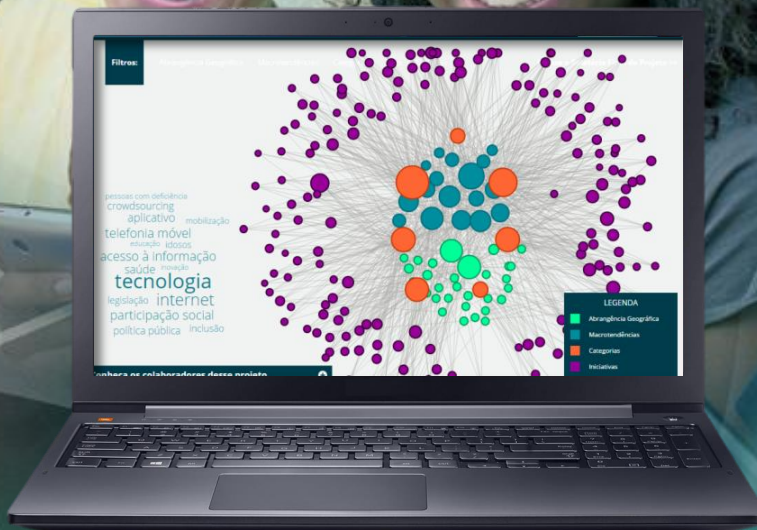 Filtros:
pessoas com deficiência
crowdsourcing
aplicativo mobilização
telefonia móvel
educação idosos
acesso à informação
saúde inovação
tecnologia
legislação internet
participação social
política pública inclusão
LEGENDA
Abrangência Geográfica
Macrotendências
Categorias
Iniciativas
onheça os colaboradores desse projeto